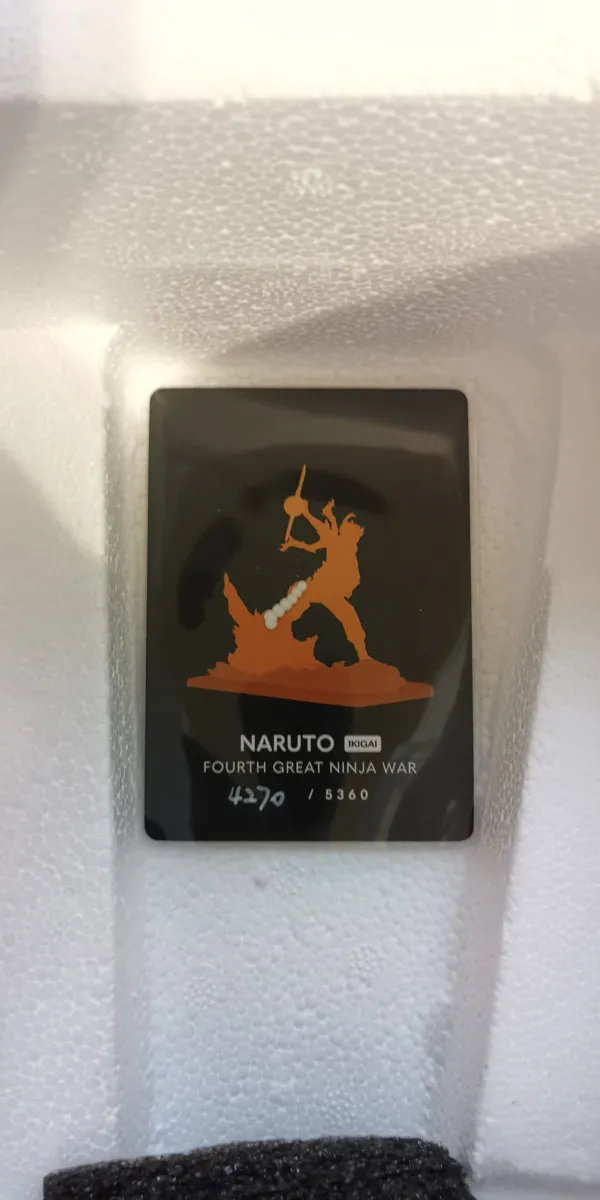 NARUTO IKIGAI
FOURTH GREAT NINJA WAR
4270 / 5360